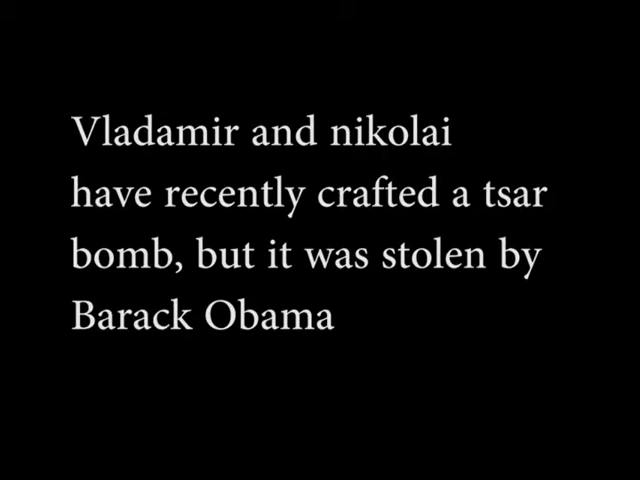 Vladamir and nikolai
have recently crafted a tsar
bomb, but it was stolen by
Barack Obama